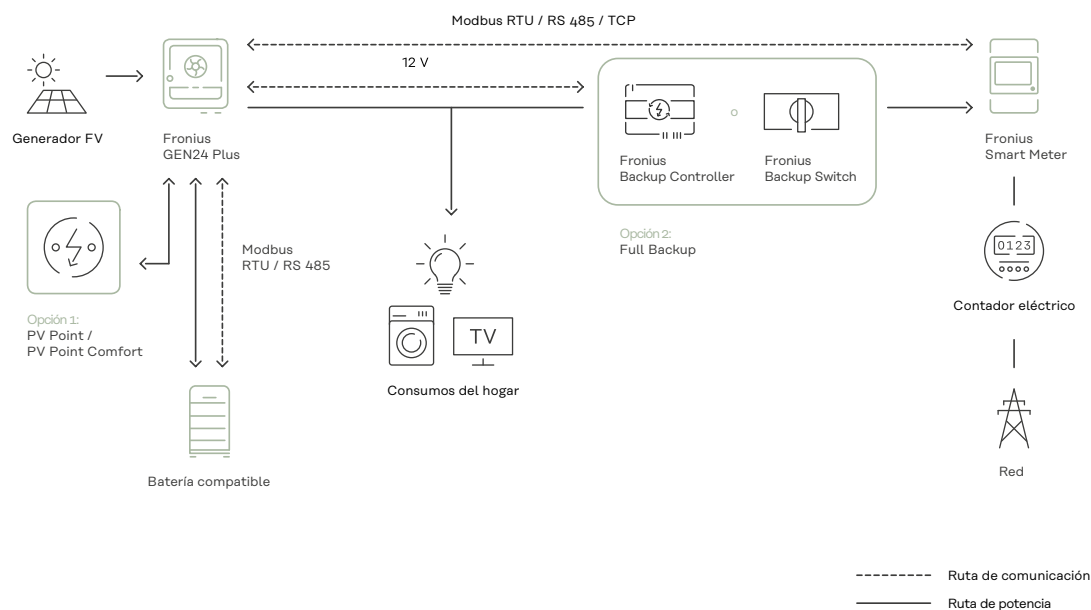 Modbus RTU / RS 485 / TCP
12 V
Generador FV
Fronius
GEN24 Plus
Fronius
Backup Controller
o
Fronius
Backup Switch
Fronius
Smart Meter
Opción 2:
Full Backup
Modbus
RTU / RS 485
0123
Contador eléctrico
Opción 1:
PV Point /
PV Point Comfort
TV
Consumos del hogar
Batería compatible
Red
Ruta de comunicación
Ruta de potencia